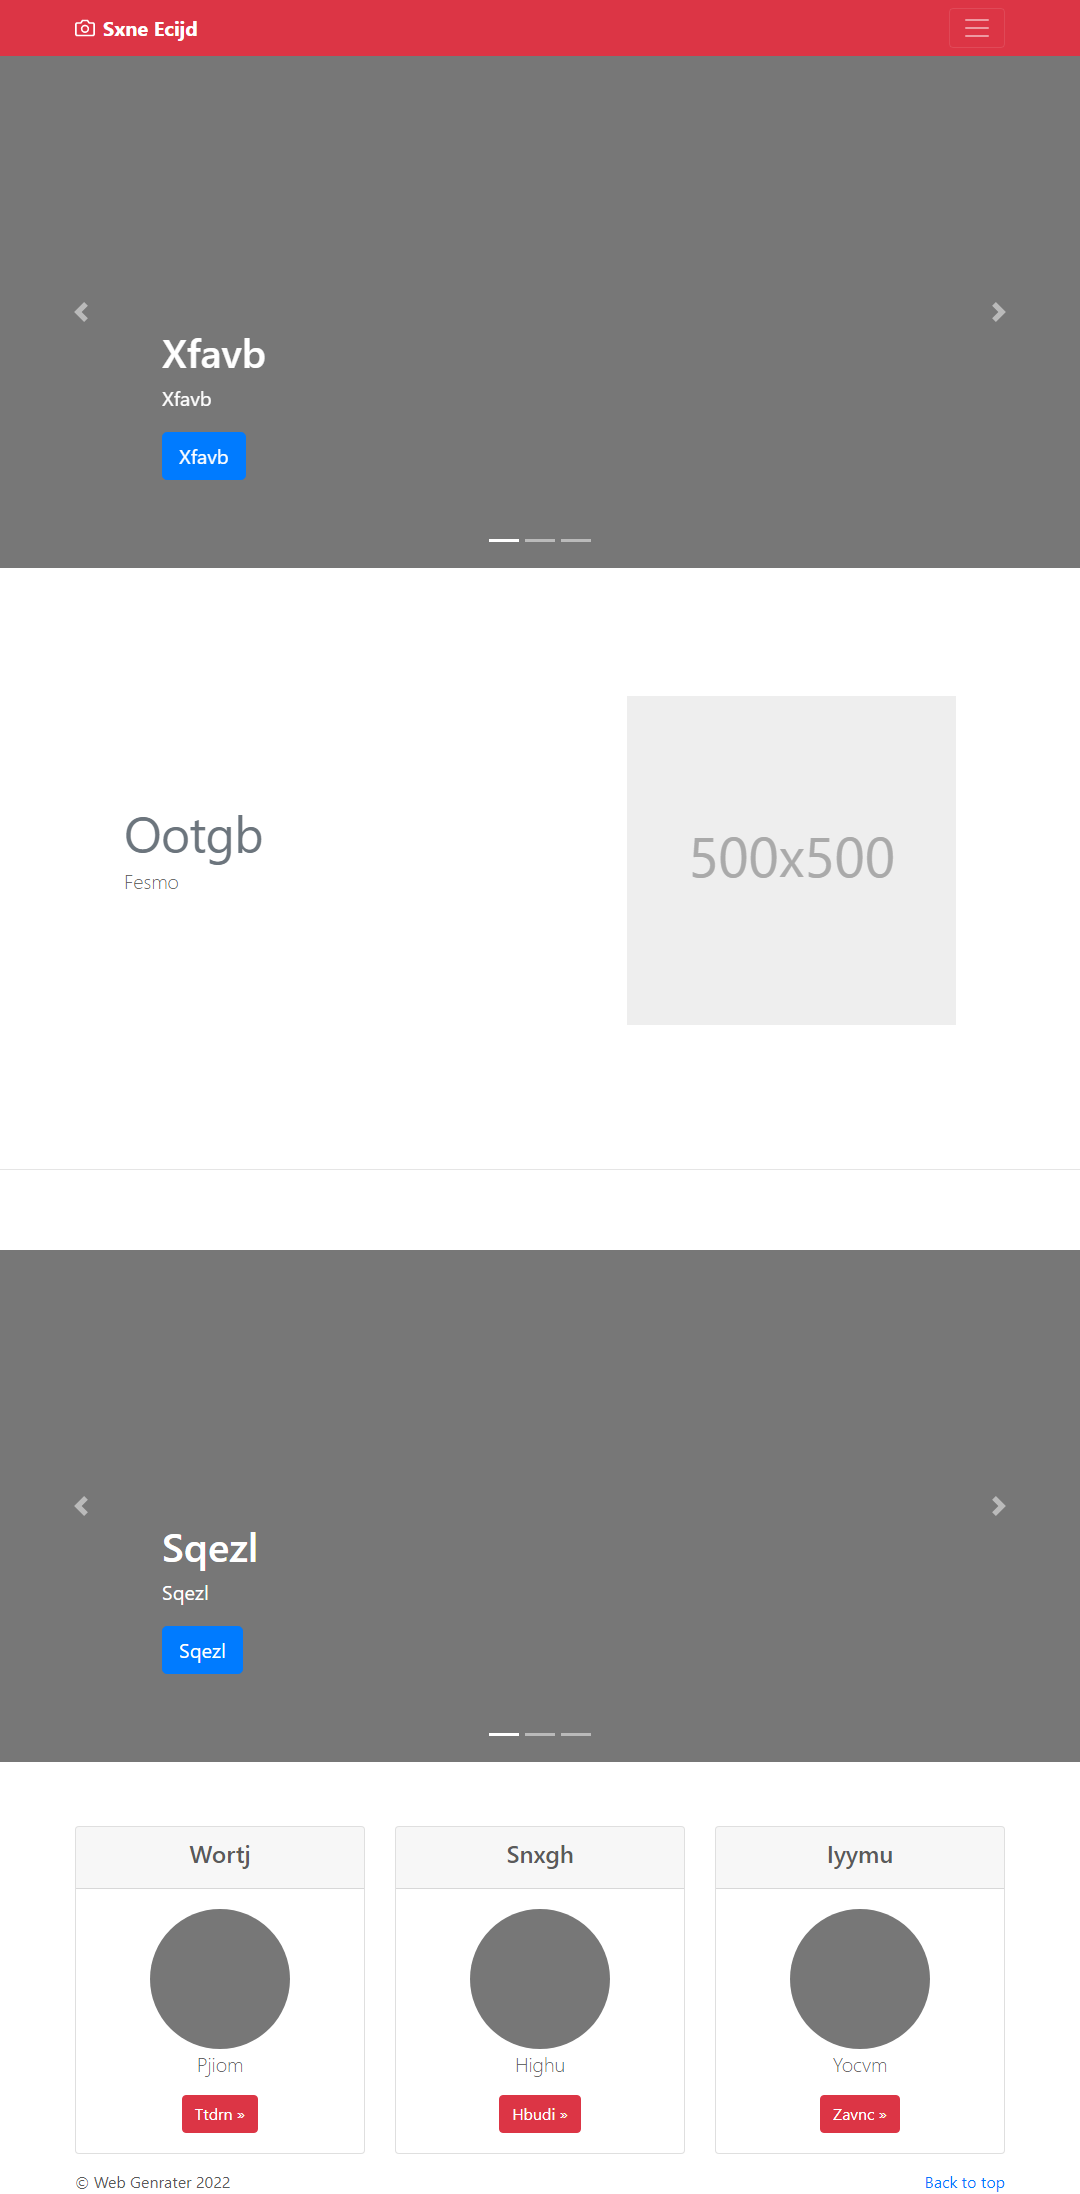 Sxne Ecijd
Xfavb
Xfavb
Xfavb
Ootgb
Fesmo
500x500
Sqezl
Sqezl
Sqezl
Wortj
Pjiom
Ttdrn »
Snxgh
Highu
Hbudi »
Iyymu
Yocvm
Zavnc »
© Web Genrater 2022
Back to top